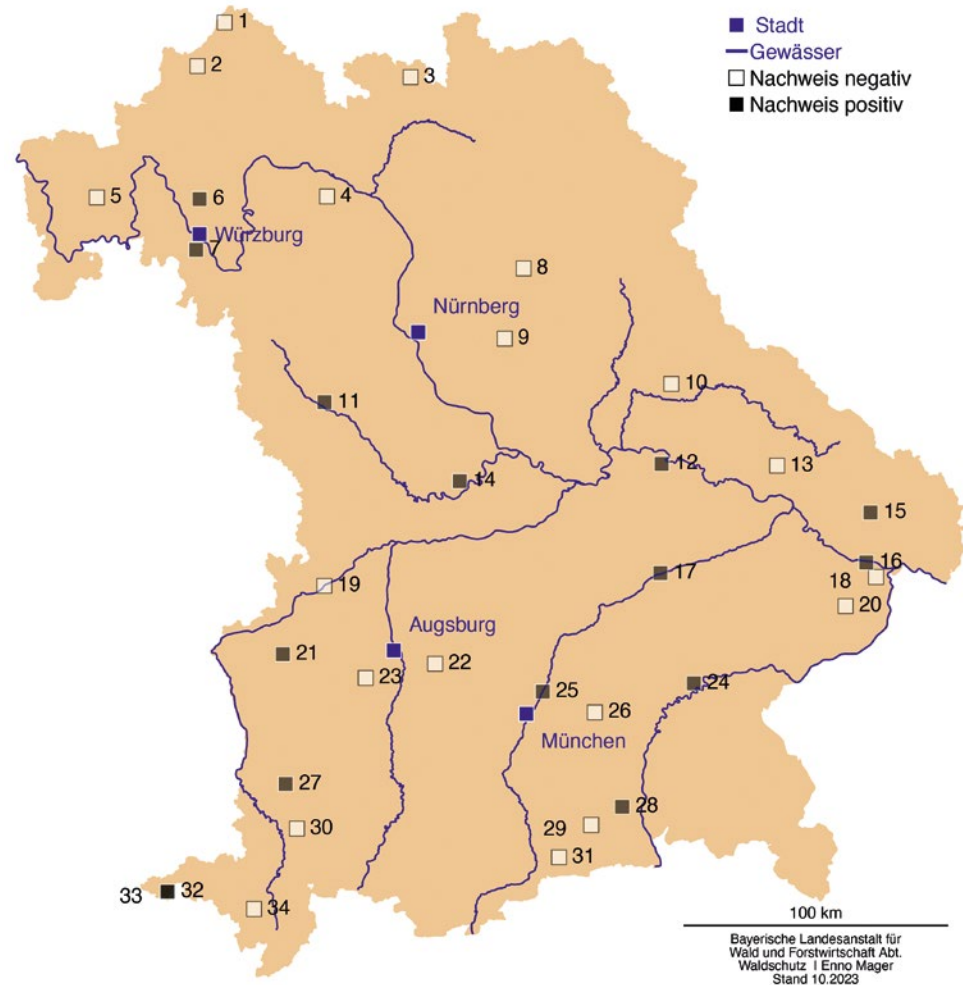 1
Stadt
Gewässer
2
3
Nachweis negativ
Nachweis positiv
5
6
4
Würzburg
7
8
Nürnberg
9
10
11
12
13
14
15
16
17
18
19
20
Augsburg
21
22
23
24
25
26
München
27
28
29
30
31
33
32
34
100 km
Bayerische Landesanstalt für
Wald und Forstwirtschaft Abt.
Waldschutz I Enno Mager
Stand 10.2023